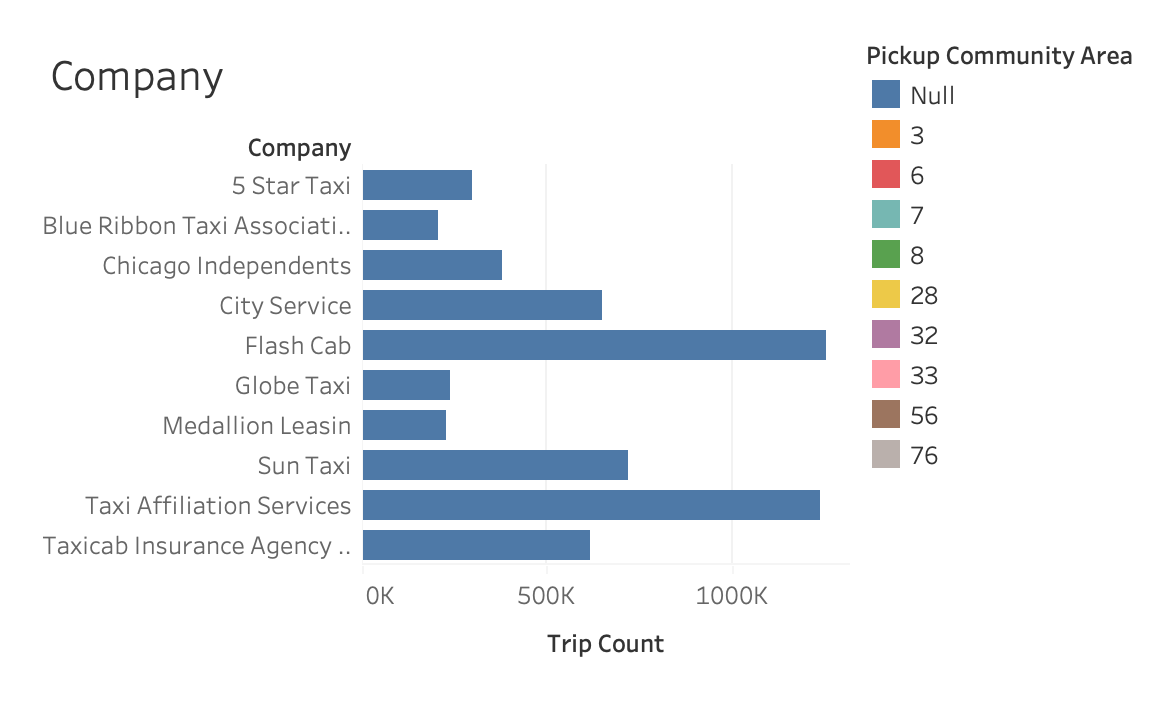 Company
Company
5 Star Taxi
Blue Ribbon Taxi Associati..
Chicago Independents
City Service
Flash Cab
Globe Taxi
Medallion Leasin
Sun Taxi
Taxi Affiliation Services
Taxicab Insurance Agency ..
0K 500K 1000K
Trip Count
Pickup Community Area
Null
3
6
7
8
28
32
33
56
76